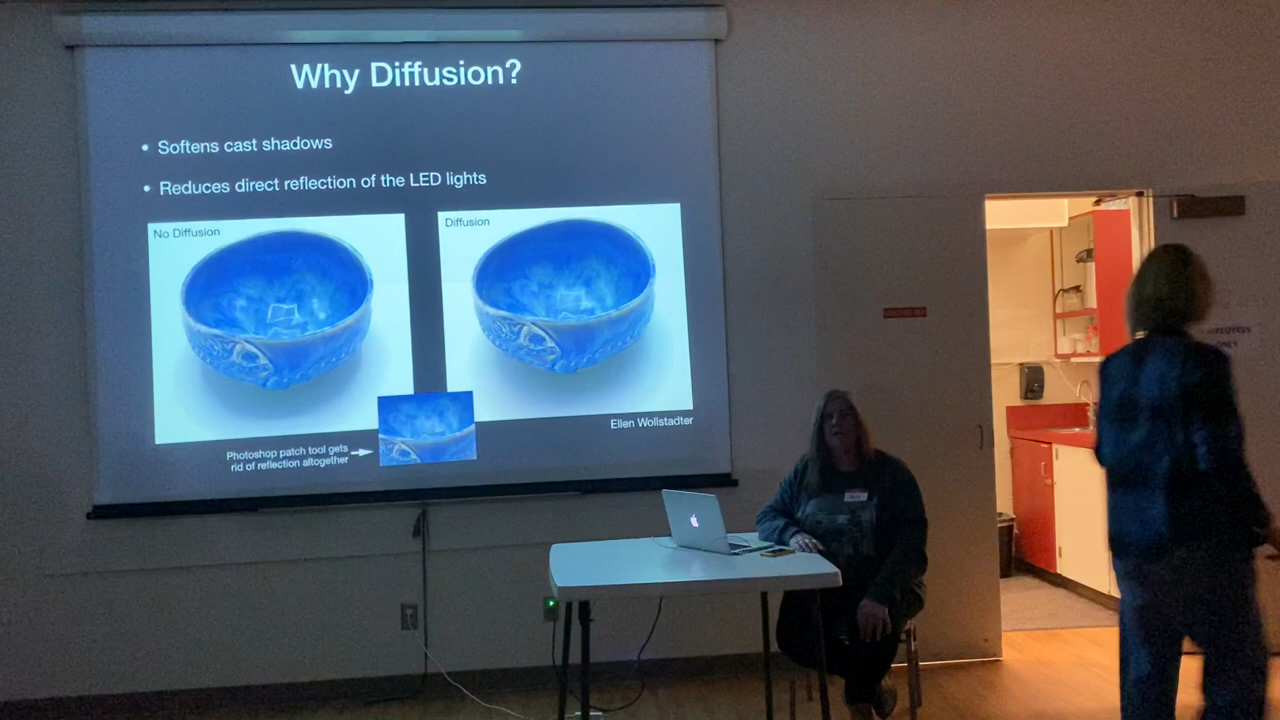 Why Diffusion?
• Softens cast shadows
• Reduces direct reflection of the LED lights
No Diffusion
Diffusion
Ellen Wollstadter
Photoshop patch tool gets
rid of reflection altogether
ONLY